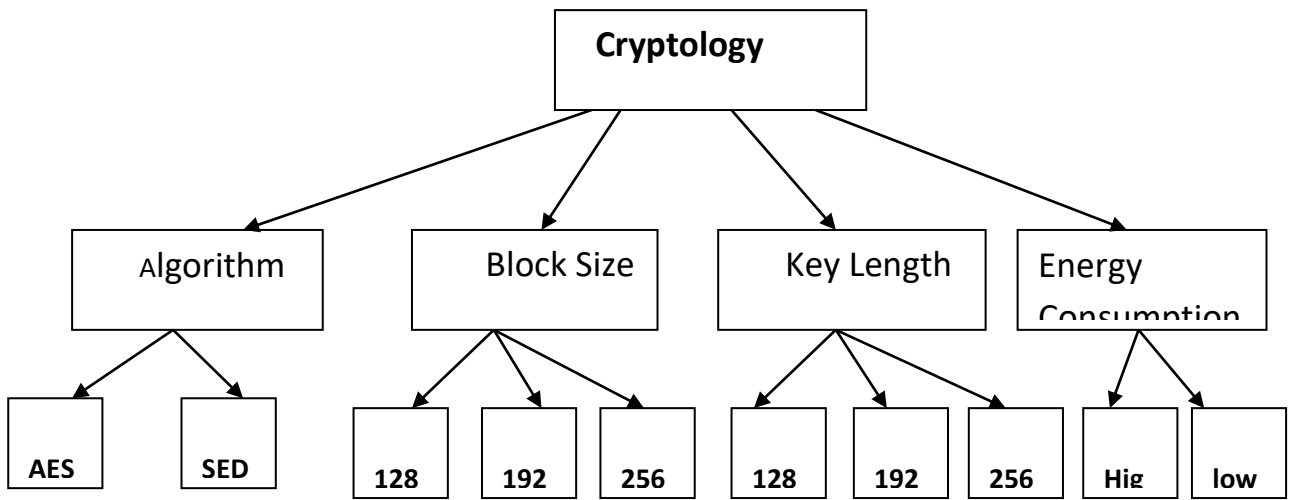 Cryptology
Algorithm
Block Size
Key Length
Energy
Consumption
AES
SED
128
192
256
128
192
256
Hig
low